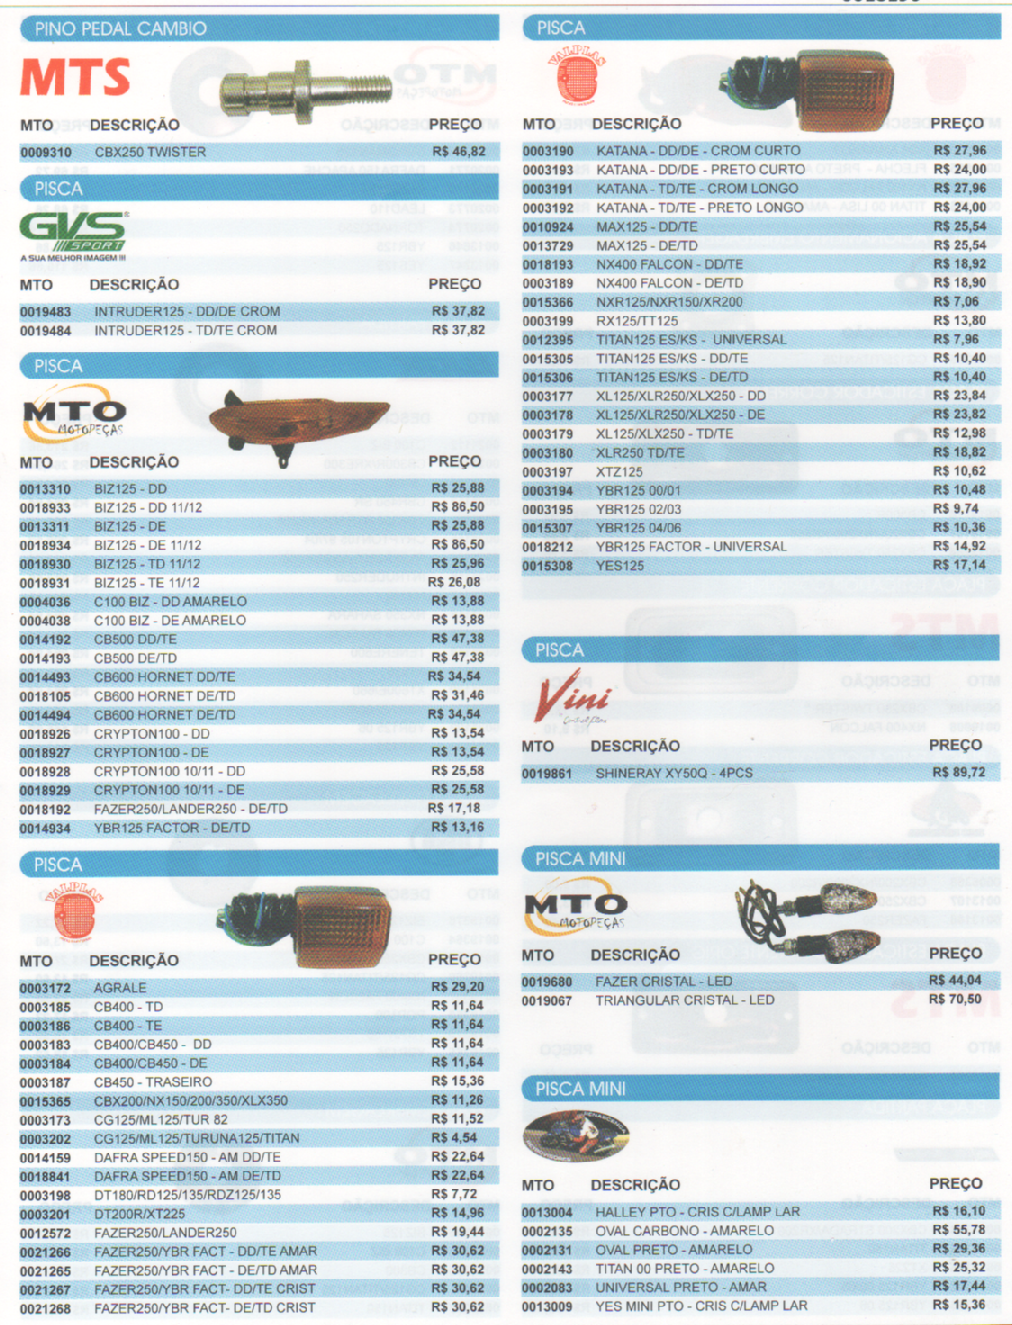 PINO PEDAL CAMBIO
MTS
MTO DESCRIÇÃO PREÇO
0009310 CBX250 TWISTER R$ 46,82
PISCA
GVS
SPORT
A SUA MELHOR IMAGEM !!!
MTO DESCRIÇÃO PREÇO
0019483 INTRUDER125 - DD/DE CROM R$ 37,82
0019484 INTRUDER125 - TD/TE CROM R$ 37,82
PISCA
MTO
MOTOPEÇAS
MTO DESCRIÇÃO PREÇO
0013310 BIZ125 - DD R$ 25,88
0018933 BIZ125 - DD 11/12 R$ 86,50
0013311 BIZ125 - DE R$ 25,88
0018934 BIZ125 - DE 11/12 R$ 86,50
0018930 BIZ125 - TD 11/12 R$ 25,96
0018931 BIZ125 - TE 11/12 R$ 26,08
0004036 C100 BIZ - DD AMARELO R$ 13,88
0004038 C100 BIZ - DE AMARELO R$ 13,88
0014192 CB500 DD/TE R$ 47,38
0014193 CB500 DE/TD R$ 47,38
0014493 CB600 HORNET DD/TE R$ 34,54
0018105 CB600 HORNET DE/TD R$ 31,46
0014494 CB600 HORNET DE/TD R$ 34,54
0018926 CRYPTON100 - DD R$ 13,54
0018927 CRYPTON100 - DE R$ 13,54
0018928 CRYPTON100 10/11 - DD R$ 25,58
0018929 CRYPTON100 10/11 - DE R$ 25,58
0018192 FAZER250/LANDER250 - DE/TD R$ 17,18
0014934 YBR125 FACTOR - DE/TD R$ 13,16
PISCA
VALPLAS
MTO DESCRIÇÃO PREÇO
0003172 AGRALE R$ 29,20
0003185 CB400 - TD R$ 11,64
0003186 CB400 - TE R$ 11,64
0003183 CB400/CB450 - DD R$ 11,64
0003184 CB400/CB450 - DE R$ 11,64
0003187 CB450 - TRASEIRO R$ 15,36
0015365 CBX200/NX150/200/350/XLX350 R$ 11,26
0003173 CG125/ML125/TUR 82 R$ 11,52
0003202 CG125/ML125/TURUNA125/TITAN R$ 4,54
0014159 DAFRA SPEED150 - AM DD/TE R$ 22,64
0018841 DAFRA SPEED150 - AM DE/TD R$ 22,64
0003198 DT180/RD125/135/RDZ125/135 R$ 7,72
0003201 DT200R/XT225 R$ 14,96
0012572 FAZER250/LANDER250 R$ 19,44
0021266 FAZER250/YBR FACT - DD/TE AMAR R$ 30,62
0021265 FAZER250/YBR FACT - DE/TD AMAR R$ 30,62
0021267 FAZER250/YBR FACT- DD/TE CRIST R$ 30,62
0021268 FAZER250/YBR FACT- DE/TD CRIST R$ 30,62
PISCA
VALPLAS
MTO DESCRIÇÃO PREÇO
0003190 KATANA - DD/DE - CROM CURTO R$ 27,96
0003193 KATANA - DD/DE - PRETO CURTO R$ 24,00
0003191 KATANA - TD/TE - CROM LONGO R$ 27,96
0003192 KATANA - TD/TE - PRETO LONGO R$ 24,00
0010924 MAX125 - DD/TE R$ 25,54
0013729 MAX125 - DE/TD R$ 25,54
0018193 NX400 FALCON - DD/TE R$ 18,92
0003189 NX400 FALCON - DE/TD R$ 18,90
0015366 NXR125/NXR150/XR200 R$ 7,06
0003199 RX125/TT125 R$ 13,80
0012395 TITAN125 ES/KS - UNIVERSAL R$ 7,96
0015305 TITAN125 ES/KS - DD/TE R$ 10,40
0015306 TITAN125 ES/KS - DE/TD R$ 10,40
0003177 XL125/XLR250/XLX250 - DD R$ 23,84
0003178 XL125/XLR250/XLX250 - DE R$ 23,82
0003179 XL125/XLX250 - TD/TE R$ 12,98
0003180 XLR250 TD/TE R$ 18,82
0003197 XTZ125 R$ 10,62
0003194 YBR125 00/01 R$ 10,48
0003195 YBR125 02/03 R$ 9,74
0015307 YBR125 04/06 R$ 10,36
0018212 YBR125 FACTOR - UNIVERSAL R$ 14,92
0015308 YES125 R$ 17,14
PISCA
Vini
MTO DESCRIÇÃO PREÇO
0019861 SHINERAY XY50Q - 4PCS R$ 89,72
PISCA MINI
MTO
MOTOPEÇAS
MTO DESCRIÇÃO PREÇO
0019680 FAZER CRISTAL - LED R$ 44,04
0019067 TRIANGULAR CRISTAL - LED R$ 70,50
PISCA MINI
MTO DESCRIÇÃO PREÇO
0013004 HALLEY PTO - CRIS C/LAMP LAR R$ 16,10
0002135 OVAL CARBONO - AMARELO R$ 55,78
0002131 OVAL PRETO - AMARELO R$ 29,36
0002143 TITAN 00 PRETO - AMARELO R$ 25,32
0002083 UNIVERSAL PRETO - AMAR R$ 17,44
0013009 YES MINI PTO - CRIS C/LAMP LAR R$ 15,36